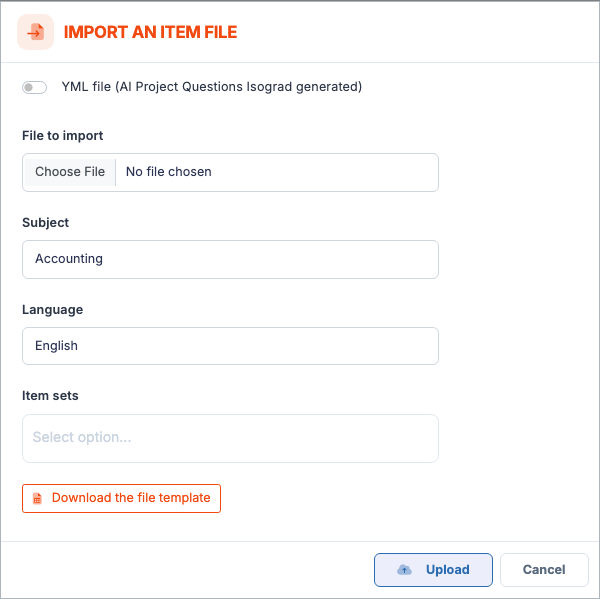 IMPORT AN ITEM FILE
YML file (AI Project Questions Isograd generated)
File to import
Choose File No file chosen
Subject
Accounting
Language
English
Item sets
Select option...
Download the file template
Upload Cancel